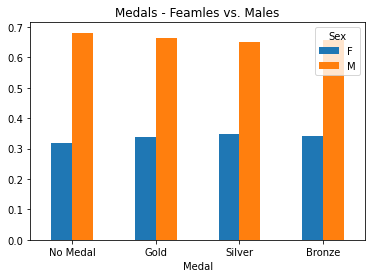 Medals - Feamles vs. Males
Sex
F
M
0.7
0.6
0.5
0.4
0.3
0.2
0.1
0.0
No Medal Gold Silver Bronze
Medal